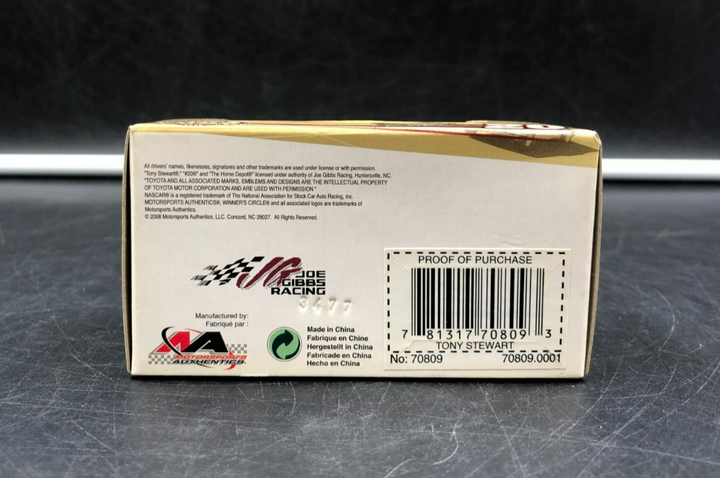 All drivers' names, likenesses, signatures and other trademarks are used under license or with permission.
"Tony Stewart®," "#20®" and "The Home Depot®" licensed under authority of Joe Gibbs Racing, Huntersville, NC.
"TOYOTA AND ALL ASSOCIATED MARKS, EMBLEMS AND DESIGNS ARE THE INTELLECTUAL PROPERTY
OF TOYOTA MOTOR CORPORATION AND ARE USED WITH PERMISSION."
NASCAR® is a registered trademark of The National Association for Stock Car Auto Racing, Inc.
MOTORSPORTS AUTHENTICS®, WINNER'S CIRCLE® and all associated logos are trademarks of
Motorsports Authentics.
© 2008 Motorsports Authentics, LLC. Concord, NC 28027. All Rights Reserved.
JG JOE
GIBBS
RACING
3477
Manufactured by:
Fabriqué par :
MA
MOTORSPORTS
AUTHENTICS
Made in China
Fabrique en Chine
Hergestellt in China
Fabricade en China
Hecho en China
PROOF OF PURCHASE
7 81317 70809 3
TONY STEWART
No: 70809 70809.0001